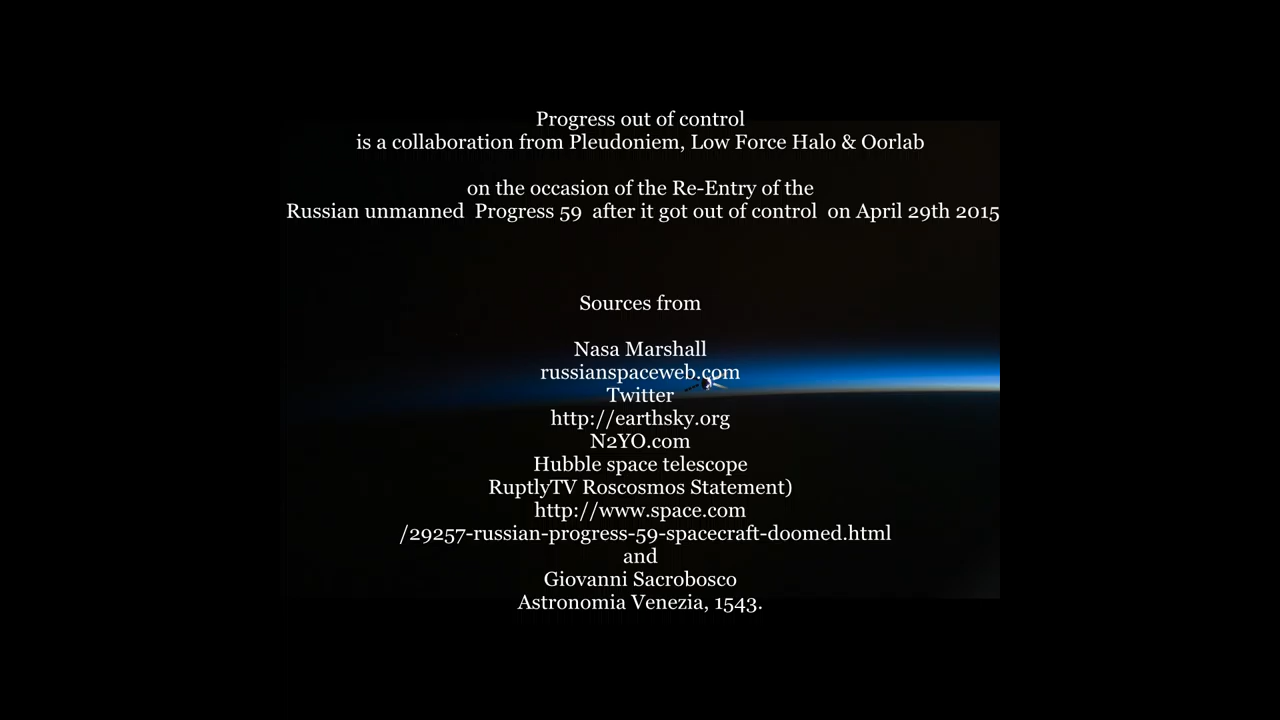 Progress out of control
is a collaboration from Pleudoniem, Low Force Halo & Oorlab
on the occasion of the Re-Entry of the
Russian unmanned Progress 59 after it got out of control on April 29th 2015
Sources from
Nasa Marshall
russianspaceweb.com
Twitter
http://earthsky.org
N2YO.com
Hubble space telescope
RuptlyTV Roscosmos Statement)
http://www.space.com
/29257-russian-progress-59-spacecraft-doomed.html
and
Giovanni Sacrobosco
Astronomia Venezia, 1543.